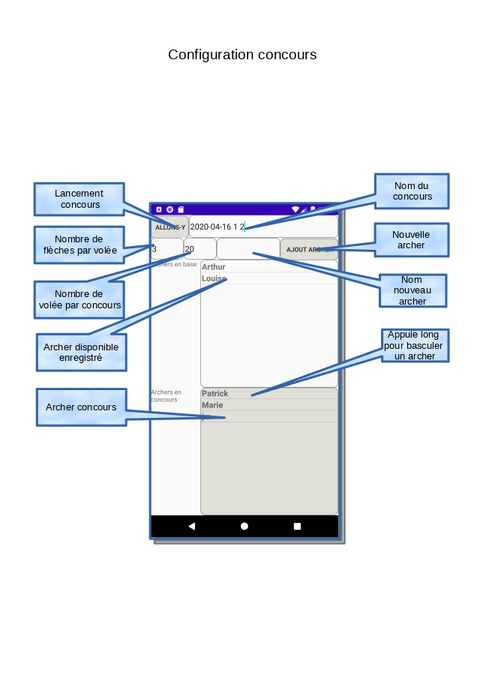 Configuration concours
Lancement
concours
Nom du
concours
ALLONS-Y
2020-04-16 1 2
Nombre de
flèches par volée
Nouvelle
archer
3
20
AJOUT ARCHER
Archers en base
Arthur
Louise
Nombre de
volée par concours
Nom
nouveau
archer
Archer disponible
enregistré
Appuie long
pour basculer
un archer
Archers en
concours
Patrick
Marie
Archer concours